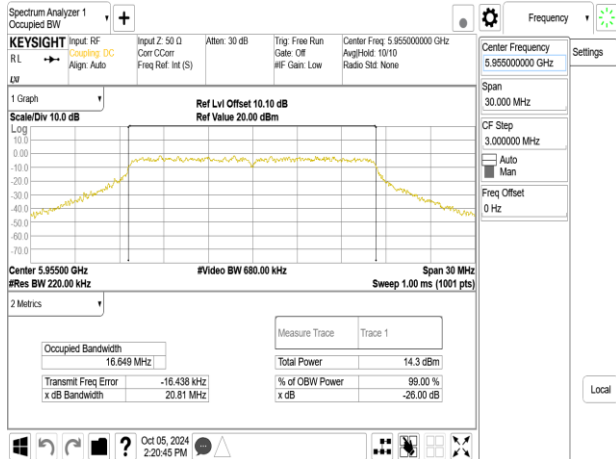 Spectrum Analyzer 1
Occupied BW
+
Frequency
KEYSIGHT
RL
LXI
Input: RF
Coupling: DC
Align: Auto
Input Z: 50 Ω
Corr CCorr
Freq Ref: Int (S)
Atten: 30 dB
Trig: Free Run
Gate: Off
#IF Gain: Low
Center Freq: 5.955000000 GHz
Avg|Hold: 10/10
Radio Std: None
Center Frequency
5.955000000 GHz
Settings
Span
30.000 MHz
CF Step
3.000000 MHz
Auto
Man
Freq Offset
0 Hz
Local
1 Graph
Scale/Div 10.0 dB
Ref Lvl Offset 10.10 dB
Ref Value 20.00 dBm
Log
10.0
0.00
-10.0
-20.0
-30.0
-40.0
-50.0
-60.0
-70.0
Center 5.95500 GHz
#Res BW 220.00 kHz
#Video BW 680.00 kHz
Span 30 MHz
Sweep 1.00 ms (1001 pts)
2 Metrics
Occupied Bandwidth
16.649 MHz
Transmit Freq Error -16.438 kHz
x dB Bandwidth 20.81 MHz
Measure Trace Trace 1
Total Power 14.3 dBm
% of OBW Power 99.00 %
x dB -26.00 dB
?
Oct 05, 2024
2:20:45 PM